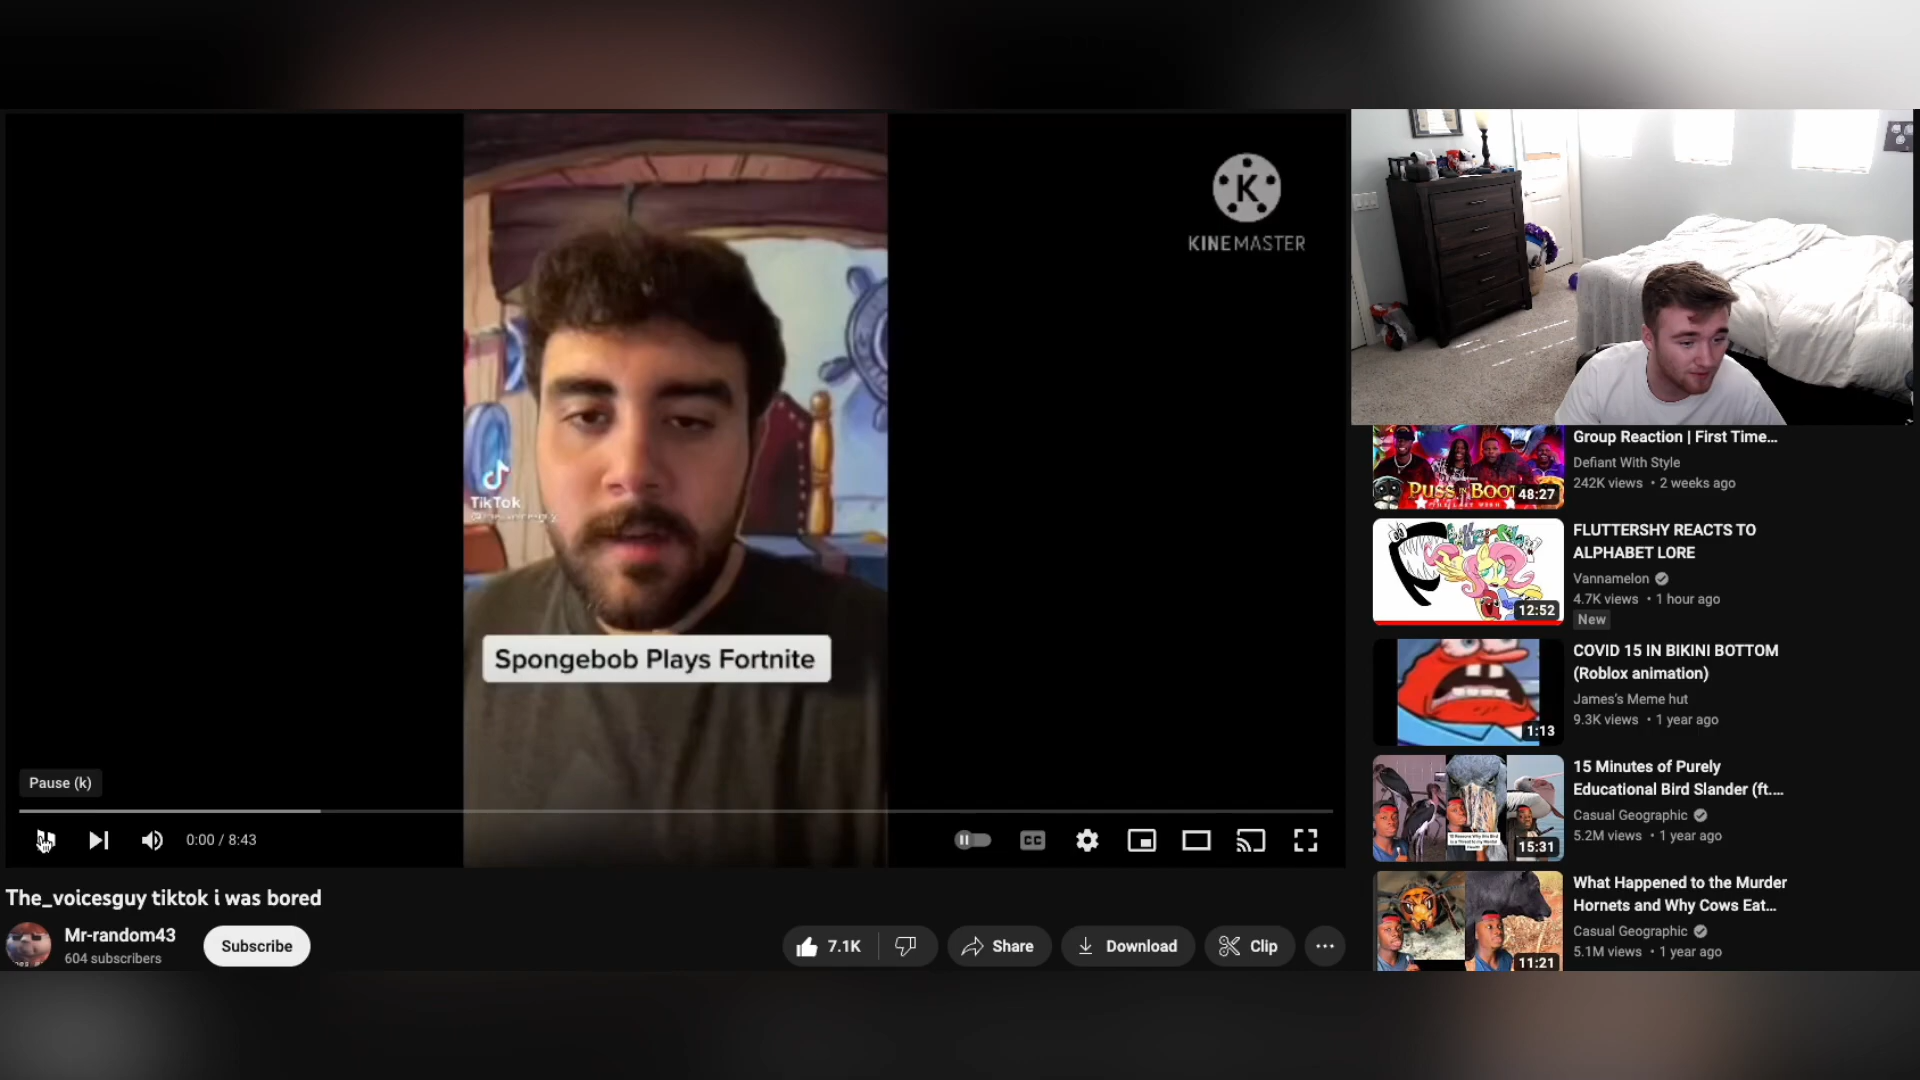 KINEMASTER
TikTok
Spongebob Plays Fortnite
Pause (k)
0:00 / 8:43
CC
The_voicesguy tiktok i was bored
Mr-random43
604 subscribers
Subscribe
7.1K
Share
Download
Clip
PUSS IN BOOT
48:27
Group Reaction | First Time...
Defiant With Style
242K views • 2 weeks ago
12:52
FLUTTERSHY REACTS TO
ALPHABET LORE
Vannamelon
4.7K views • 1 hour ago
New
1:13
COVID 15 IN BIKINI BOTTOM
(Roblox animation)
James's Meme hut
9.3K views • 1 year ago
15:31
15 Minutes of Purely
Educational Bird Slander (ft....
Casual Geographic
5.2M views • 1 year ago
11:21
What Happened to the Murder
Hornets and Why Cows Eat...
Casual Geographic
5.1M views • 1 year ago